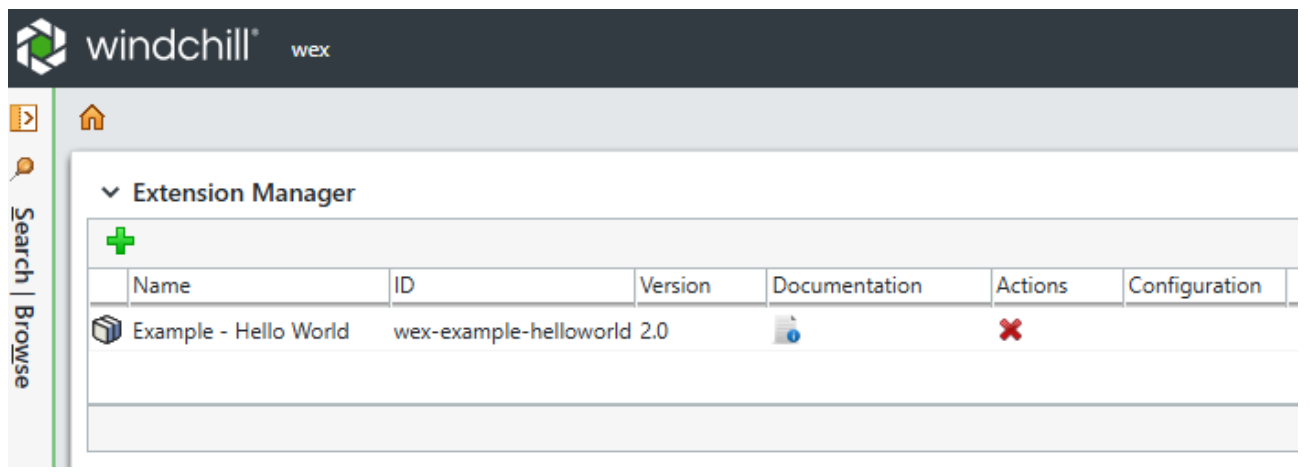 windchill® wex
Search | Browse
Extension Manager
Name ID Version Documentation Actions Configuration
Example - Hello World wex-example-helloworld 2.0